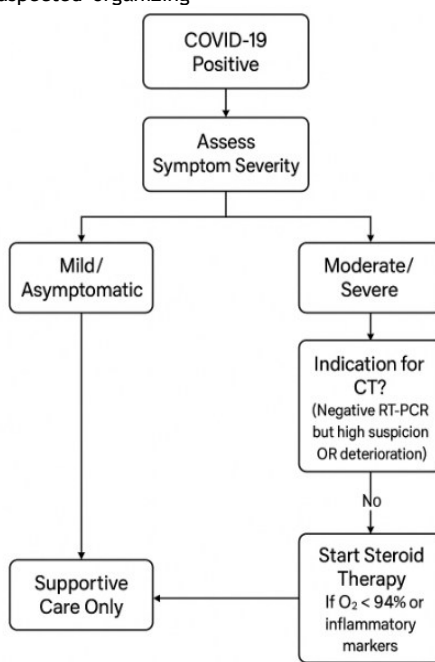 organizing
COVID-19
Positive
Assess
Symptom Severity
Mild/
Asymptomatic
Moderate/
Severe
Indication for
CT?
(Negative RT-PCR
but high suspicion
OR deterioration)
No
Supportive
Care Only
Start Steroid
Therapy
If O₂ < 94% or
inflammatory
markers